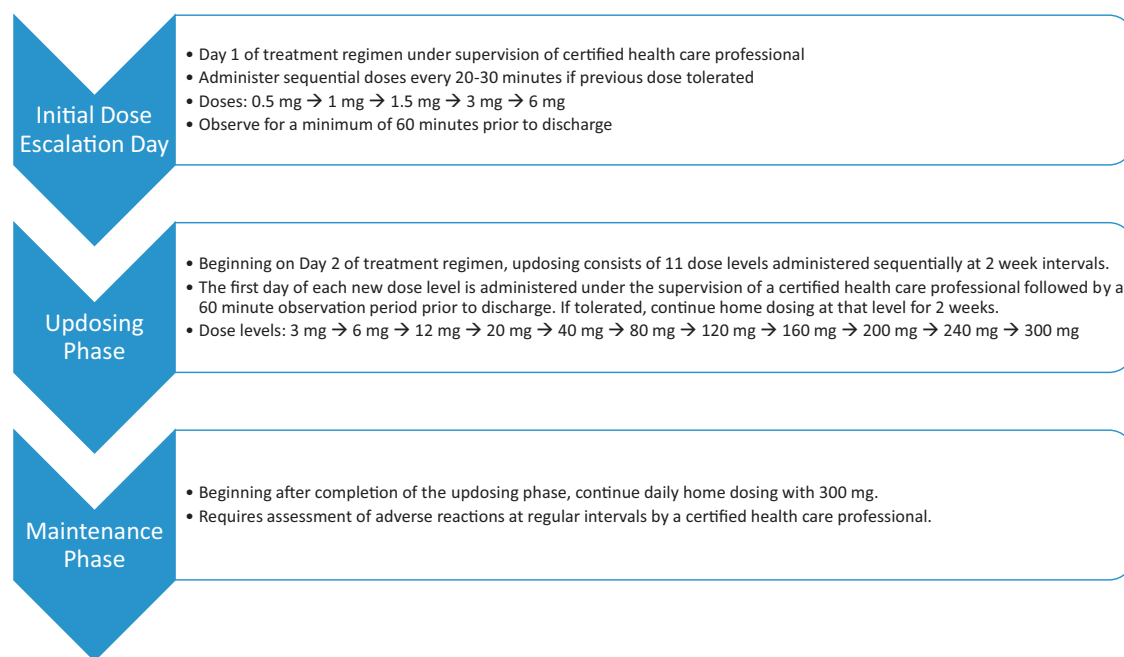 Initial Dose
Escalation Day
• Day 1 of treatment regimen under supervision of certified health care professional
• Administer sequential doses every 20-30 minutes if previous dose tolerated
• Doses: 0.5 mg → 1 mg → 1.5 mg → 3 mg → 6 mg
• Observe for a minimum of 60 minutes prior to discharge
Updosing
Phase
• Beginning on Day 2 of treatment regimen, updosing consists of 11 dose levels administered sequentially at 2 week intervals.
• The first day of each new dose level is administered under the supervision of a certified health care professional followed by a
60 minute observation period prior to discharge. If tolerated, continue home dosing at that level for 2 weeks.
• Dose levels: 3 mg → 6 mg → 12 mg → 20 mg → 40 mg → 80 mg → 120 mg → 160 mg → 200 mg → 240 mg → 300 mg
Maintenance
Phase
• Beginning after completion of the updosing phase, continue daily home dosing with 300 mg.
• Requires assessment of adverse reactions at regular intervals by a certified health care professional.